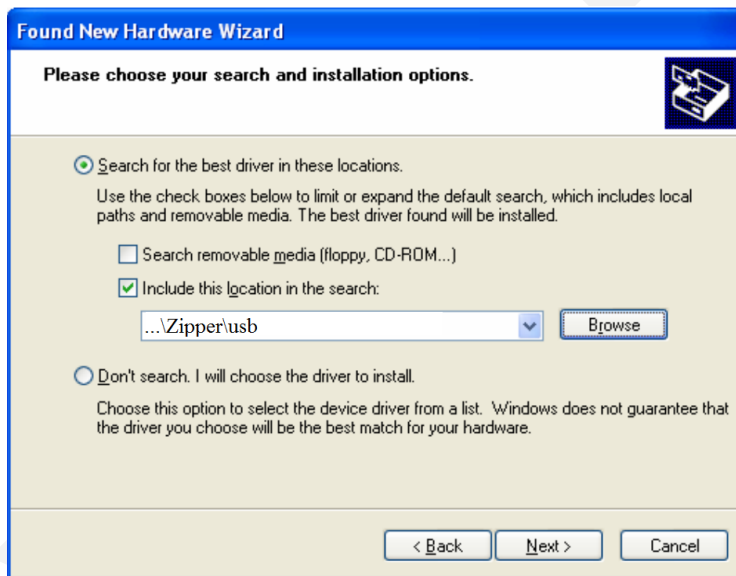 Found New Hardware Wizard
Please choose your search and installation options.
Search for the best driver in these locations.
Use the check boxes below to limit or expand the default search, which includes local
paths and removable media. The best driver found will be installed.
Search removable media (floppy, CD-ROM...)
Include this location in the search:
...\Zipper\usb
Browse
Don't search. I will choose the driver to install.
Choose this option to select the device driver from a list. Windows does not guarantee that
the driver you choose will be the best match for your hardware.
< Back Next > Cancel